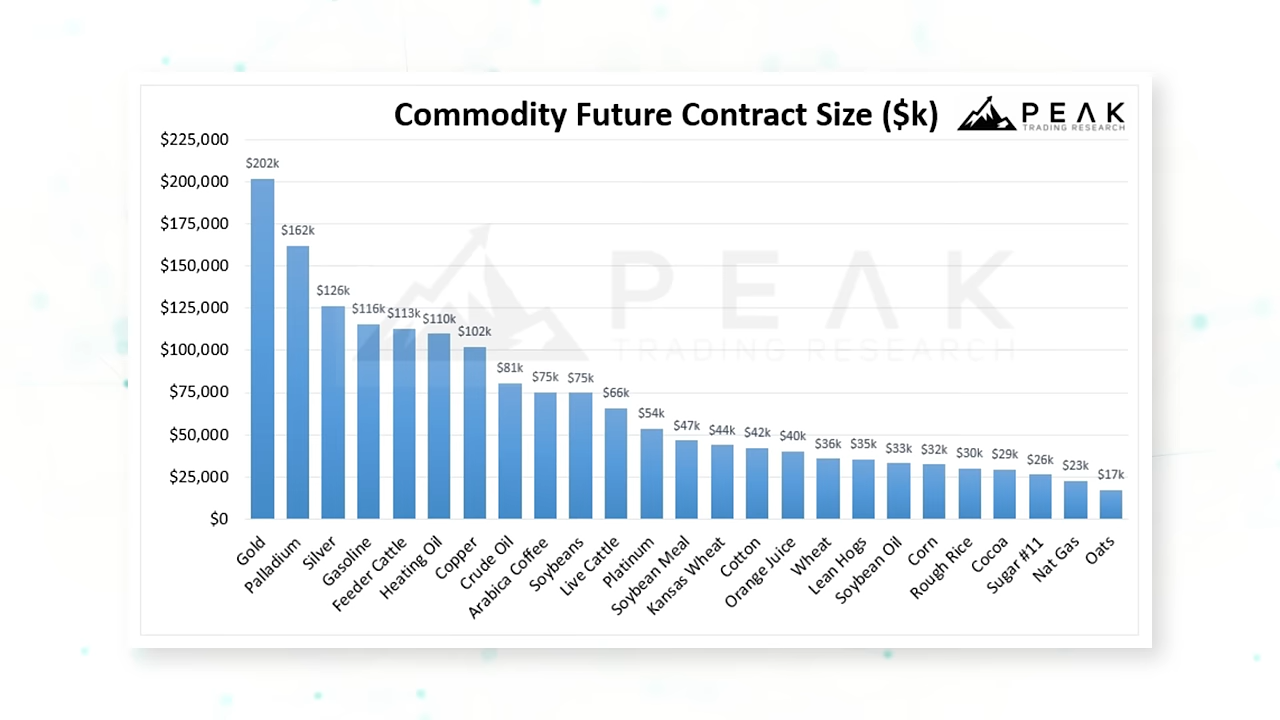 Commodity Future Contract Size ($k)
PEAK
TRADING RESEARCH
$225,000
$200,000
$175,000
$150,000
$125,000
$100,000
$75,000
$50,000
$25,000
$0
$202k
$162k
$126k
$116k
$113k
$110k
$102k
$81k
$75k
$75k
$66k
$54k
$47k
$44k
$42k
$40k
$36k
$35k
$33k
$32k
$30k
$29k
$26k
$23k
$17k
PEAK
TRADING RESEARCH
Gold
Palladium
Silver
Gasoline
Feeder Cattle
Heating Oil
Copper
Crude Oil
Arabica Coffee
Soybeans
Live Cattle
Platinum
Soybean Meal
Kansas Wheat
Cotton
Orange Juice
Wheat
Lean Hogs
Soybean Oil
Corn
Rough Rice
Cocoa
Sugar #11
Nat Gas
Oats